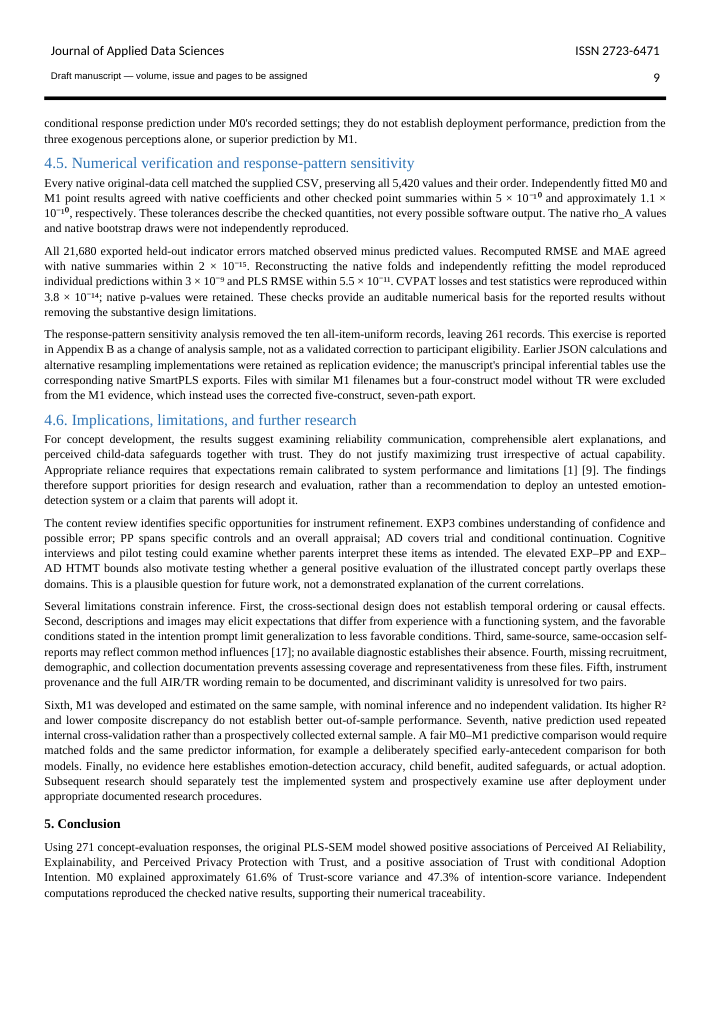 Journal of Applied Data Sciences ISSN 2723-6471
Draft manuscript — volume, issue and pages to be assigned 9
conditional response prediction under M0's recorded settings; they do not establish deployment performance, prediction from the
three exogenous perceptions alone, or superior prediction by M1.
4.5. Numerical verification and response-pattern sensitivity
Every native original-data cell matched the supplied CSV, preserving all 5,420 values and their order. Independently fitted M0 and
M1 point results agreed with native coefficients and other checked point summaries within 5 × 10⁻¹⁰ and approximately 1.1 ×
10⁻¹⁰, respectively. These tolerances describe the checked quantities, not every possible software output. The native rho_A values
and native bootstrap draws were not independently reproduced.
All 21,680 exported held-out indicator errors matched observed minus predicted values. Recomputed RMSE and MAE agreed
with native summaries within 2 × 10⁻¹⁵. Reconstructing the native folds and independently refitting the model reproduced
individual predictions within 3 × 10⁻⁹ and PLS RMSE within 5.5 × 10⁻¹¹. CVPAT losses and test statistics were reproduced within
3.8 × 10⁻¹⁴; native p-values were retained. These checks provide an auditable numerical basis for the reported results without
removing the substantive design limitations.
The response-pattern sensitivity analysis removed the ten all-item-uniform records, leaving 261 records. This exercise is reported
in Appendix B as a change of analysis sample, not as a validated correction to participant eligibility. Earlier JSON calculations and
alternative resampling implementations were retained as replication evidence; the manuscript's principal inferential tables use the
corresponding native SmartPLS exports. Files with similar M1 filenames but a four-construct model without TR were excluded
from the M1 evidence, which instead uses the corrected five-construct, seven-path export.
4.6. Implications, limitations, and further research
For concept development, the results suggest examining reliability communication, comprehensible alert explanations, and
perceived child-data safeguards together with trust. They do not justify maximizing trust irrespective of actual capability.
Appropriate reliance requires that expectations remain calibrated to system performance and limitations [1] [9]. The findings
therefore support priorities for design research and evaluation, rather than a recommendation to deploy an untested emotion-
detection system or a claim that parents will adopt it.
The content review identifies specific opportunities for instrument refinement. EXP3 combines understanding of confidence and
possible error; PP spans specific controls and an overall appraisal; AD covers trial and conditional continuation. Cognitive
interviews and pilot testing could examine whether parents interpret these items as intended. The elevated EXP–PP and EXP–
AD HTMT bounds also motivate testing whether a general positive evaluation of the illustrated concept partly overlaps these
domains. This is a plausible question for future work, not a demonstrated explanation of the current correlations.
Several limitations constrain inference. First, the cross-sectional design does not establish temporal ordering or causal effects.
Second, descriptions and images may elicit expectations that differ from experience with a functioning system, and the favorable
conditions stated in the intention prompt limit generalization to less favorable conditions. Third, same-source, same-occasion self-
reports may reflect common method influences [17]; no available diagnostic establishes their absence. Fourth, missing recruitment,
demographic, and collection documentation prevents assessing coverage and representativeness from these files. Fifth, instrument
provenance and the full AIR/TR wording remain to be documented, and discriminant validity is unresolved for two pairs.
Sixth, M1 was developed and estimated on the same sample, with nominal inference and no independent validation. Its higher R²
and lower composite discrepancy do not establish better out-of-sample performance. Seventh, native prediction used repeated
internal cross-validation rather than a prospectively collected external sample. A fair M0–M1 predictive comparison would require
matched folds and the same predictor information, for example a deliberately specified early-antecedent comparison for both
models. Finally, no evidence here establishes emotion-detection accuracy, child benefit, audited safeguards, or actual adoption.
Subsequent research should separately test the implemented system and prospectively examine use after deployment under
appropriate documented research procedures.
5. Conclusion
Using 271 concept-evaluation responses, the original PLS-SEM model showed positive associations of Perceived AI Reliability,
Explainability, and Perceived Privacy Protection with Trust, and a positive association of Trust with conditional Adoption
Intention. M0 explained approximately 61.6% of Trust-score variance and 47.3% of intention-score variance. Independent
computations reproduced the checked native results, supporting their numerical traceability.